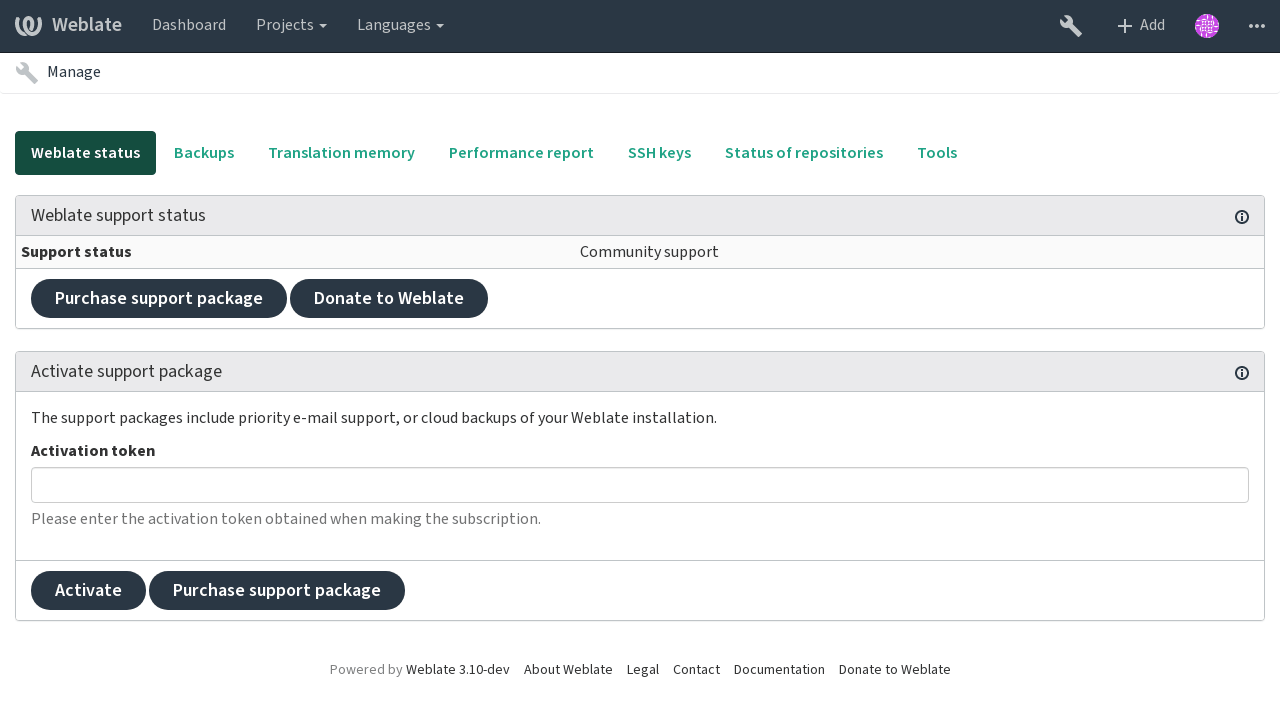 Weblate Dashboard Projects Languages Add
Manage
Weblate status Backups Translation memory Performance report SSH keys Status of repositories Tools
Weblate support status
Support status Community support
Purchase support package Donate to Weblate
Activate support package
The support packages include priority e-mail support, or cloud backups of your Weblate installation.
Activation token
Please enter the activation token obtained when making the subscription.
Activate Purchase support package
Powered by Weblate 3.10-dev About Weblate Legal Contact Documentation Donate to Weblate